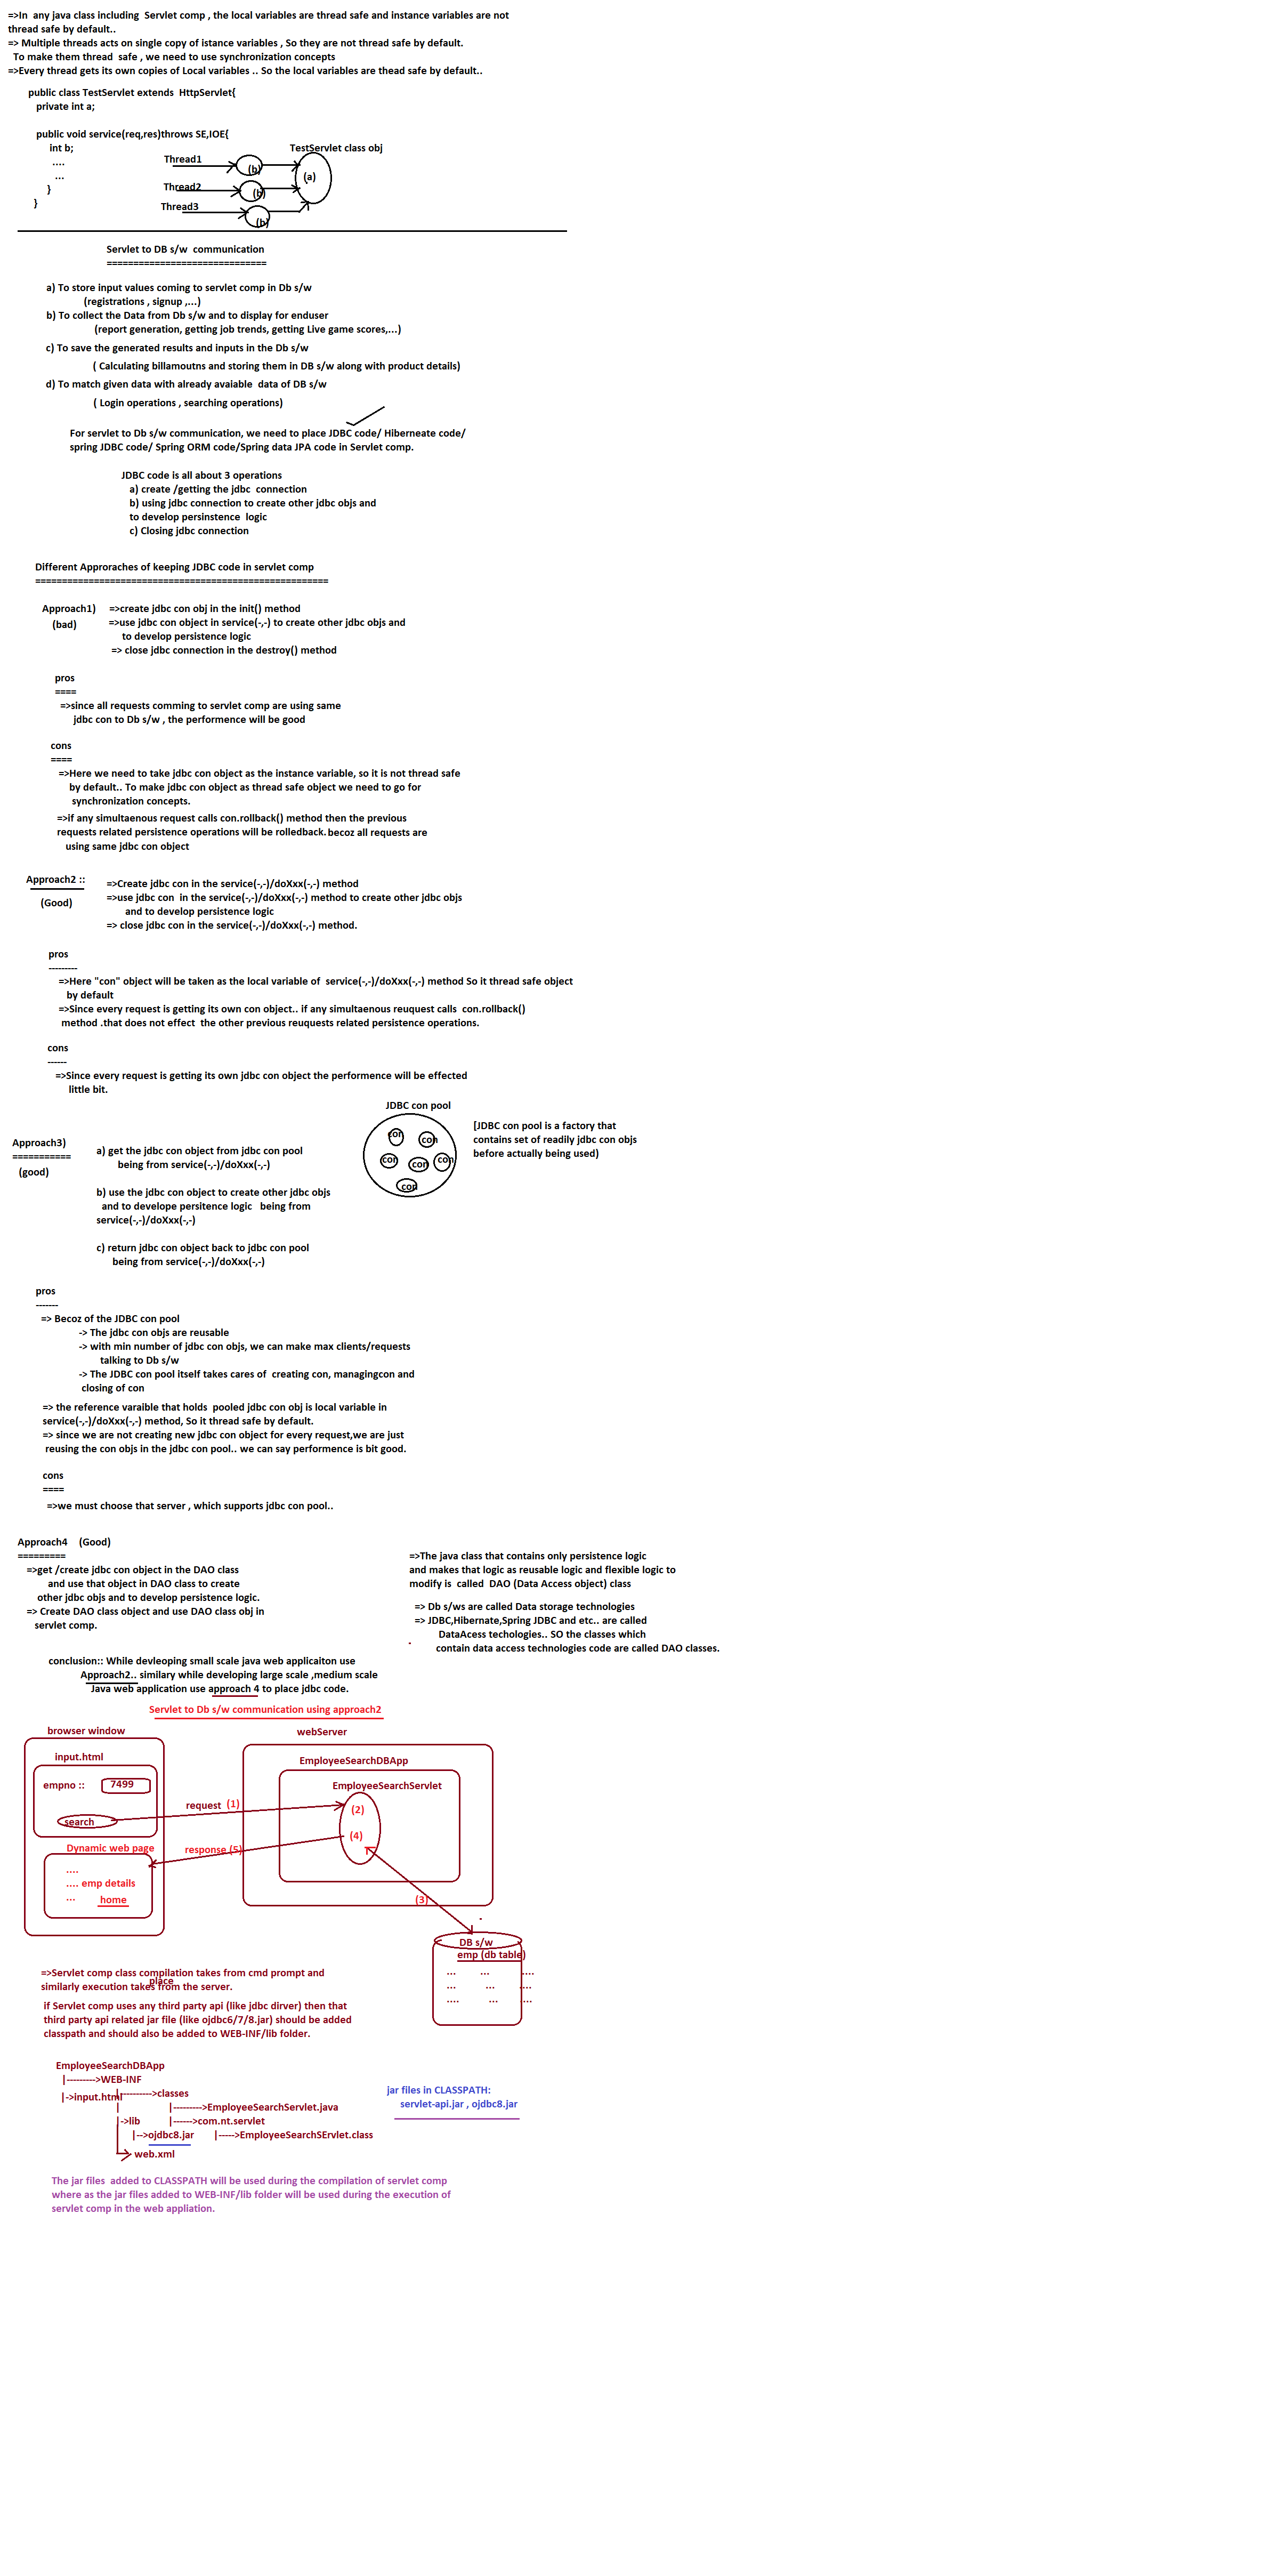 =>In  any java class including  Servlet comp , the local variables are thread safe and instance variables are not
thread safe by default..
=> Multiple threads acts on single copy of istance variables , So they are not thread safe by default.
To make them thread  safe , we need to use synchronization concepts
=>Every thread gets its own copies of Local variables .. So the local variables are thead safe by default..
public class TestServlet extends  HttpServlet{
private int a;
public void service(req,res)throws SE,IOE{
int b;
....
...
}
}
TestServlet class obj
Thread1
(b)
(a)
Thread2
(b)
Thread3
(b)
Servlet to DB s/w  communication
==============================
a) To store input values coming to servlet comp in Db s/w
(registrations , signup ,...)
b) To collect the Data from Db s/w and to display for enduser
(report generation, getting job trends, getting Live game scores,...)
c) To save the generated results and inputs in the Db s/w
( Calculating billamoutns and storing them in DB s/w along with product details)
d) To match given data with already avaiable  data of DB s/w
( Login operations , searching operations)
For servlet to Db s/w communication, we need to place JDBC code/ Hiberneate code/
spring JDBC code/ Spring ORM code/Spring data JPA code in Servlet comp.
JDBC code is all about 3 operations
a) create /getting the jdbc  connection
b) using jdbc connection to create other jdbc objs and
to develop persinstence  logic
c) Closing jdbc connection
Different Approraches of keeping JDBC code in servlet comp
=======================================================
Approach1)
(bad)
=>create jdbc con obj in the init() method
=>use jdbc con object in service(-,-) to create other jdbc objs and
to develop persistence logic
=> close jdbc connection in the destroy() method
pros
====
=>since all requests comming to servlet comp are using same
jdbc con to Db s/w , the performence will be good
cons
====
=>Here we need to take jdbc con object as the instance variable, so it is not thread safe
by default.. To make jdbc con object as thread safe object we need to go for
synchronization concepts.
=>if any simultaenous request calls con.rollback() method then the previous
requests related persistence operations will be rolledback. becoz all requests are
using same jdbc con object
Approach2 ::
(Good)
=>Create jdbc con in the service(-,-)/doXxx(-,-) method
=>use jdbc con  in the service(-,-)/doXxx(-,-) method to create other jdbc objs
and to develop persistence logic
=> close jdbc con in the service(-,-)/doXxx(-,-) method.
pros
---------
=>Here "con" object will be taken as the local variable of  service(-,-)/doXxx(-,-) method So it thread safe object
by default
=>Since every request is getting its own con object.. if any simultaenous reuquest calls  con.rollback()
method .that does not effect  the other previous reuquests related persistence operations.
cons
------
=>Since every request is getting its own jdbc con object the performence will be effected
little bit.
JDBC con pool
con
con
con
con
con
con
[JDBC con pool is a factory that
contains set of readily jdbc con objs
before actually being used)
Approach3)
===========
(good)
a) get the jdbc con object from jdbc con pool
being from service(-,-)/doXxx(-,-)
b) use the jdbc con object to create other jdbc objs
and to develope persitence logic   being from
service(-,-)/doXxx(-,-)
c) return jdbc con object back to jdbc con pool
being from service(-,-)/doXxx(-,-)
pros
-------
=> Becoz of the JDBC con pool
-> The jdbc con objs are reusable
-> with min number of jdbc con objs, we can make max clients/requests
talking to Db s/w
-> The JDBC con pool itself takes cares of  creating con, managingcon and
closing of con
=> the reference varaible that holds  pooled jdbc con obj is local variable in
service(-,-)/doXxx(-,-) method, So it thread safe by default.
=> since we are not creating new jdbc con object for every request,we are just
reusing the con objs in the jdbc con pool.. we can say performence is bit good.
cons
====
=>we must choose that server , which supports jdbc con pool..
Approach4    (Good)
=========
=>get /create jdbc con object in the DAO class
and use that object in DAO class to create
other jdbc objs and to develop persistence logic.
=> Create DAO class object and use DAO class obj in
servlet comp.
=>The java class that contains only persistence logic
and makes that logic as reusable logic and flexible logic to
modify is  called  DAO (Data Access object) class
=> Db s/ws are called Data storage technologies
=> JDBC,Hibernate,Spring JDBC and etc.. are called
DataAcess techologies.. SO the classes which
contain data access technologies code are called DAO classes.
conclusion:: While devleoping small scale java web applicaiton use
Approach2.. similary while developing large scale ,medium scale
Java web application use approach 4 to place jdbc code.
Servlet to Db s/w communication using approach2
browser window
webServer
input.html
EmployeeSearchDBApp
empno ::
7499
EmployeeSearchServlet
request  (1)
(2)
search
(4)
Dynamic web page
response (5)
....
.... emp details
...
home
(3)
DB s/w
emp (db table)
... ... ....
... ... ....
.... ... ....
=>Servlet comp class compilation takes from cmd prompt and
place
similarly execution takes from the server.
if Servlet comp uses any third party api (like jdbc dirver) then that
third party api related jar file (like ojdbc6/7/8.jar) should be added
classpath and should also be added to WEB-INF/lib folder.
EmployeeSearchDBApp
|--------->WEB-INF
|->input.html
|---------->classes
| |--------->EmployeeSearchServlet.java
|->lib |------>com.nt.servlet
|-->ojdbc8.jar |----->EmployeeSearchSErvlet.class
web.xml
jar files in CLASSPATH:
servlet-api.jar , ojdbc8.jar
The jar files  added to CLASSPATH will be used during the compilation of servlet comp
where as the jar files added to WEB-INF/lib folder will be used during the execution of
servlet comp in the web appliation.